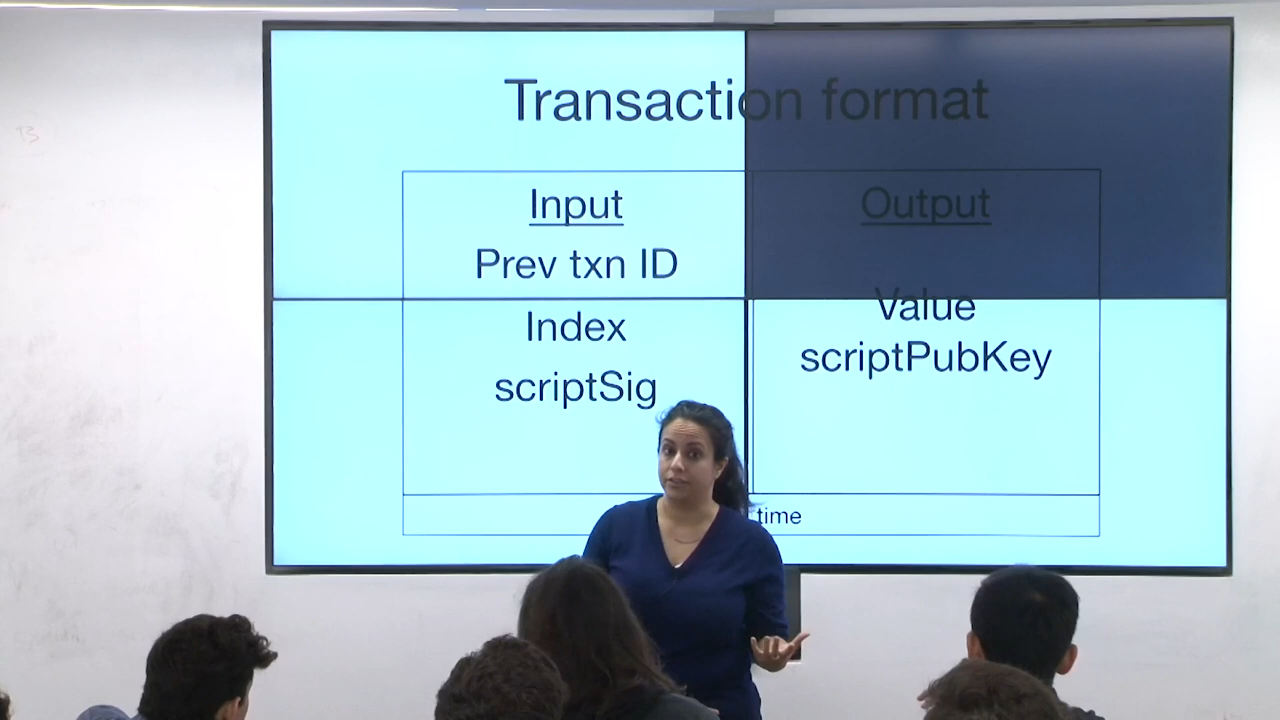 Transaction format
Input
Prev txn ID
Index
scriptSig
Output
Value
scriptPubKey
time